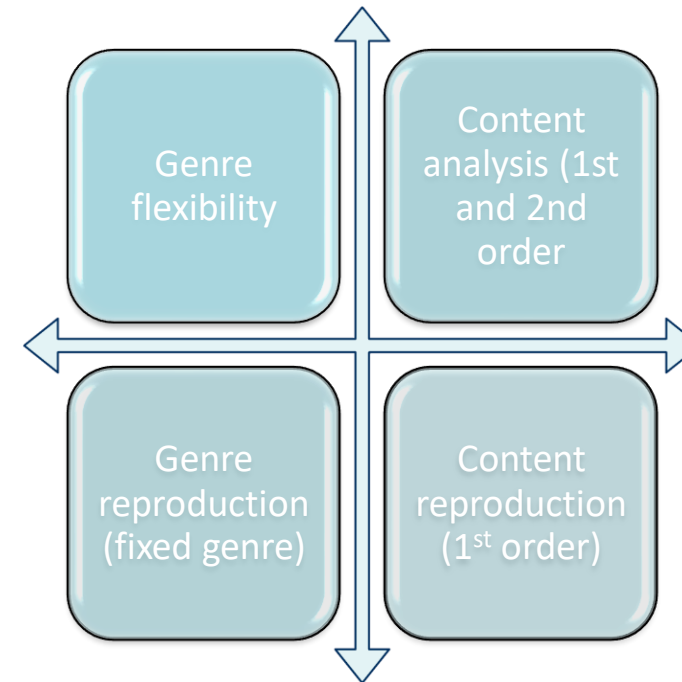 Genre
flexibility
Content
analysis (1st
and 2nd
order
Genre
reproduction
(fixed genre)
Content
reproduction
(1st order)